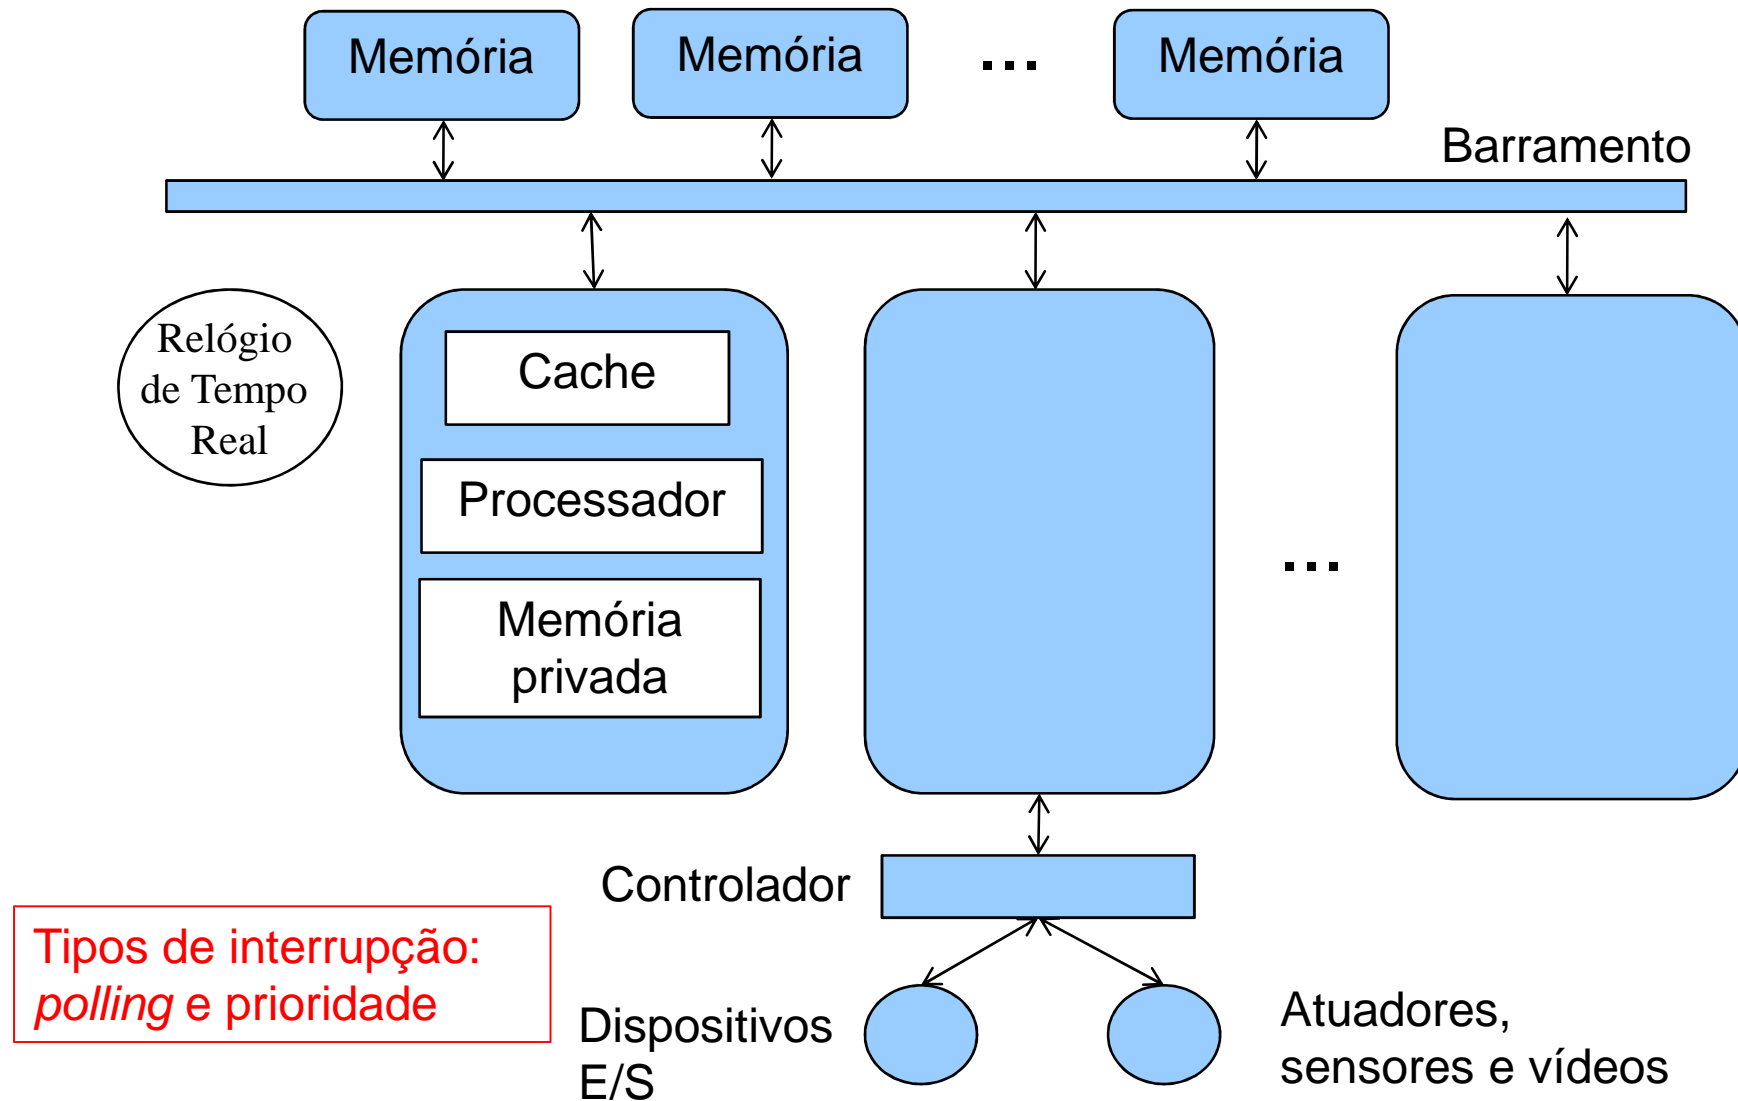 Memória
Memória
...
Memória
Barramento
Relógio
de Tempo
Real
Cache
Processador
Memória
privada
...
Controlador
Tipos de interrupção:
polling e prioridade
Dispositivos
E/S
Atuadores,
sensores e vídeos